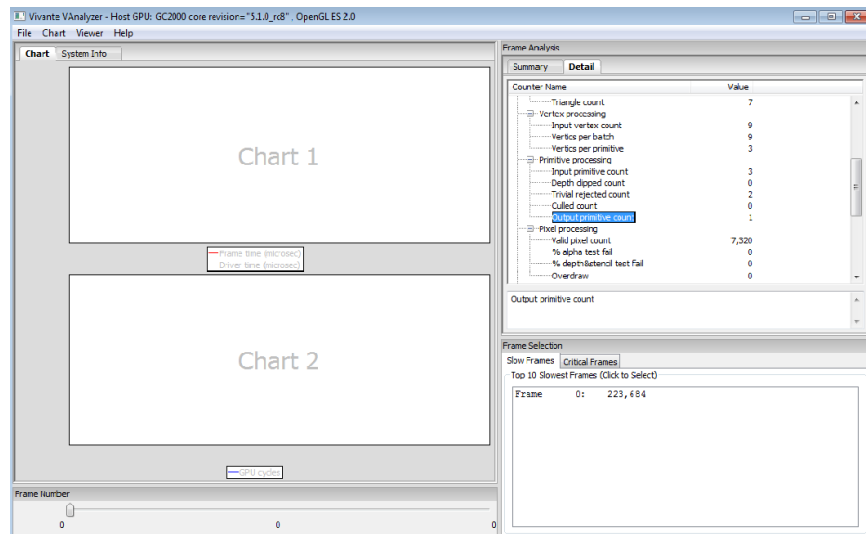 Vivante VAnalyzer - Host GPU: GC2000 core revision="5.1.0_rc8" , OpenGL ES 2.0
File Chart Viewer Help
Chart System Info
Chart 1
Frame time (microsec)
Driver time (microsec)
Chart 2
GPU cycles
Frame Number
0 0 0
Frame Analysis
Summary Detail
Counter Name Value
Triangle count 7
Vertex processing
Input vertex count 9
Vertics per batch 9
Vertics per primitive 3
Primitive processing
Input primitive count 3
Depth clipped count 0
Trivial rejected count 2
Culled count 0
Output primitive count 1
Pixel processing
Valid pixel count 7,320
% alpha test fail 0
% depth&stencil test fail 0
Overdraw 0
Output primitive count
Frame Selection
Slow Frames Critical Frames
Top 10 Slowest Frames (Click to Select)
Frame 0: 223,684